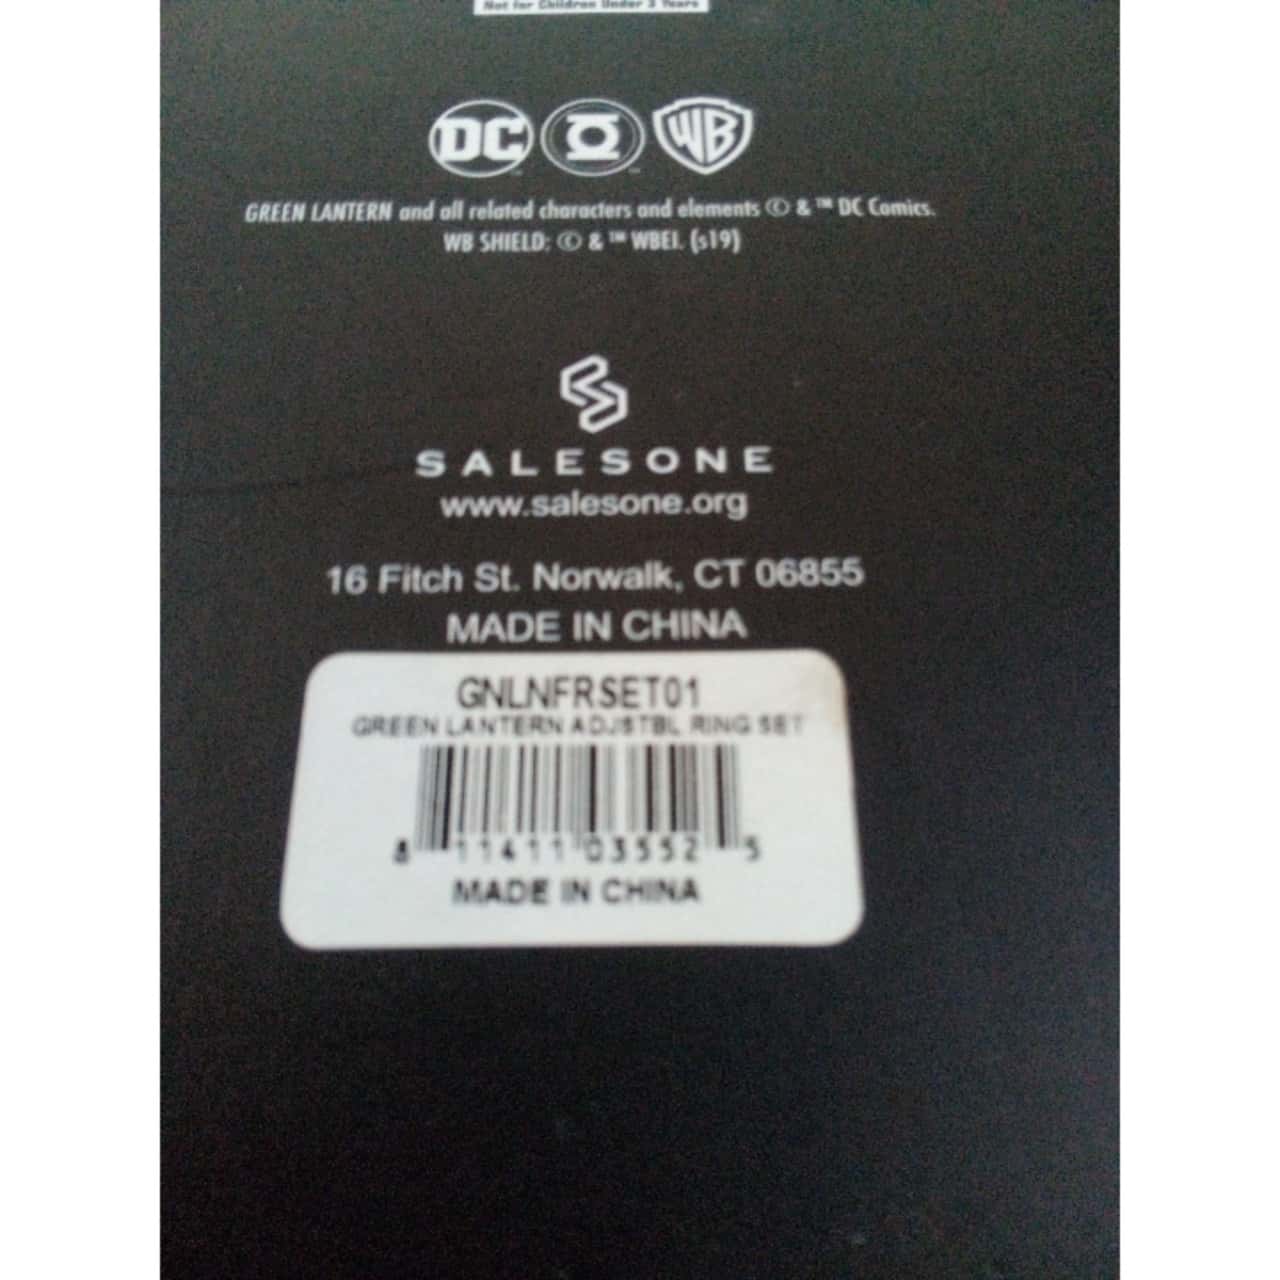 Not for Children Under 3 Years
DC WB
GREEN LANTERN and all related characters and elements © & ™ DC Comics.
WB SHIELD: © & ™ WBEI. (s19)
SALESONE
www.salesone.org
16 Fitch St. Norwalk, CT 06855
MADE IN CHINA
GNLNFRSET01
GREEN LANTERN ADJSTBL RING SET
8 11411 03552 5
MADE IN CHINA